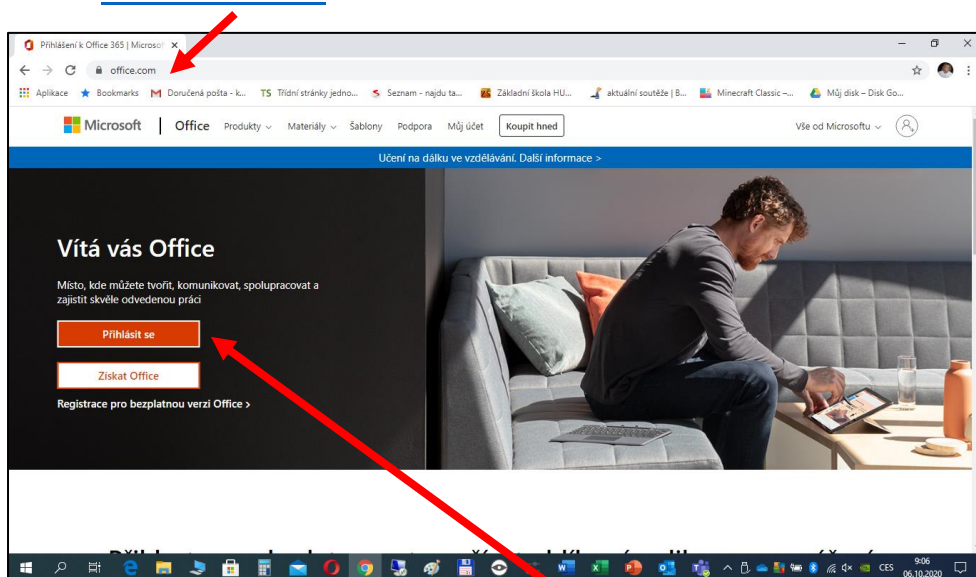 Přihlášení k Office 365 | Microsof
office.com
Aplikace Bookmarks Doručená pošta - k... TS Třídní stránky jedno... Seznam - najdu ta... Základní škola HU... aktuální soutěže | B... Minecraft Classic –... Můj disk – Disk Go...
Microsoft Office Produkty Materiály Šablony Podpora Můj účet Koupit hned Vše od Microsoftu
Učení na dálku ve vzdělávání. Další informace >
Vítá vás Office
Místo, kde můžete tvořit, komunikovat, spolupracovat a
zajistit skvěle odvedenou práci
Přihlásit se
Získat Office
Registrace pro bezplatnou verzi Office >
CES 9:06
06.10.2020